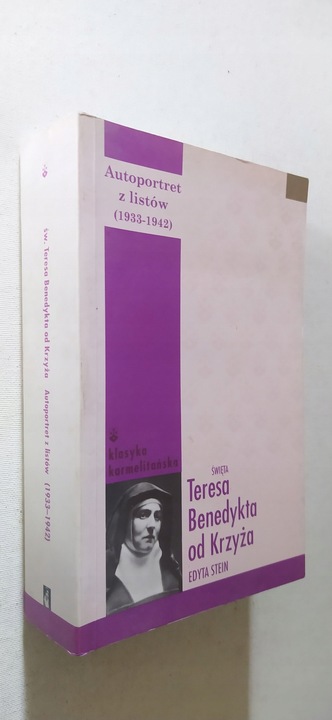 Autoportret
z listów
(1933-1942)
klasyka
karmelitańska
ŚWIĘTA
Teresa
Benedykta
od Krzyża
EDYTA STEIN
św. Teresa Benedykta od Krzyża Autoportret z listów (1933-1942)